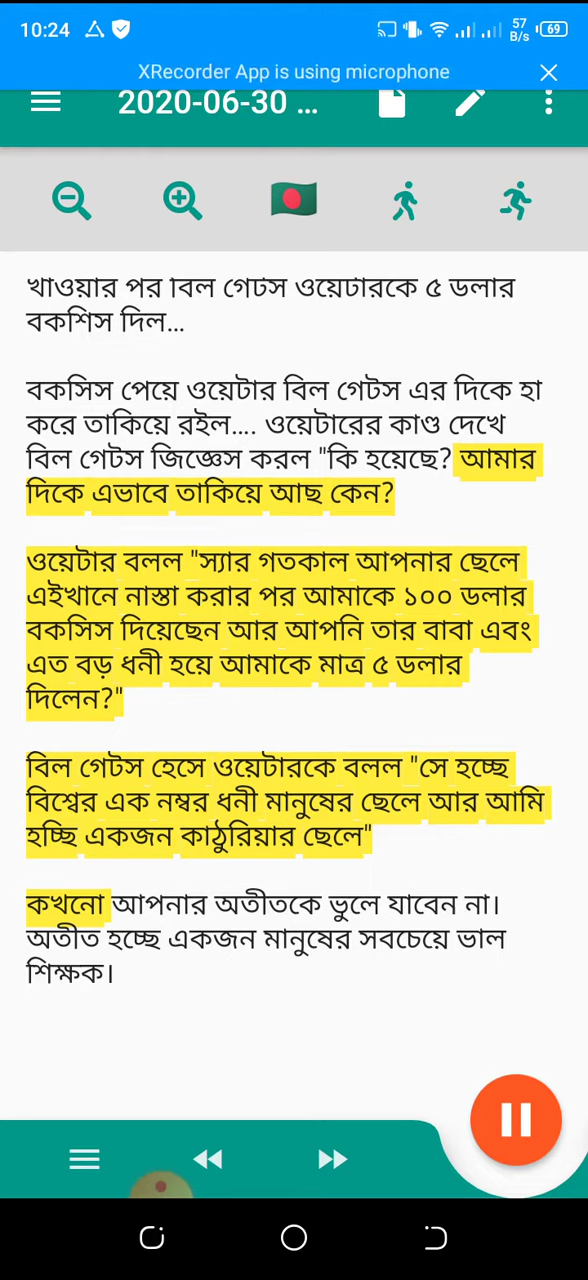 10:24
57
B/s
69
XRecorder App is using microphone
2020-06-30 ...
খাওয়ার পর বিল গেটস ওয়েটারকে ৫ ডলার
বকশিস দিল...
বকসিস পেয়ে ওয়েটার বিল গেটস এর দিকে হা
করে তাকিয়ে রইল.... ওয়েটারের কাণ্ড দেখে
বিল গেটস জিজ্ঞেস করল "কি হয়েছে? আমার
দিকে এভাবে তাকিয়ে আছ কেন?
ওয়েটার বলল "স্যার গতকাল আপনার ছেলে
এইখানে নাস্তা করার পর আমাকে ১০০ ডলার
বকসিস দিয়েছেন আর আপনি তার বাবা এবং
এত বড় ধনী হয়ে আমাকে মাত্র ৫ ডলার
দিলেন?"
বিল গেটস হেসে ওয়েটারকে বলল "সে হচ্ছে
বিশ্বের এক নম্বর ধনী মানুষের ছেলে আর আমি
হচ্ছি একজন কাঠুরিয়ার ছেলে"
কখনো আপনার অতীতকে ভুলে যাবেন না।
অতীত হচ্ছে একজন মানুষের সবচেয়ে ভাল
শিক্ষক।